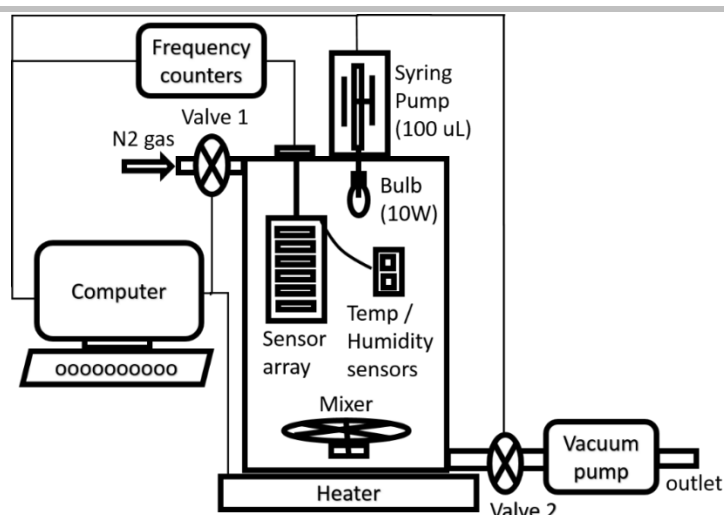 Frequency
counters
Syring
Pump
(100 uL)
Valve 1
N2 gas
Bulb
(10W)
Computer
oooooooooo
Sensor
array
Temp /
Humidity
sensors
Mixer
Vacuum
pump
outlet
Heater
Valve 2